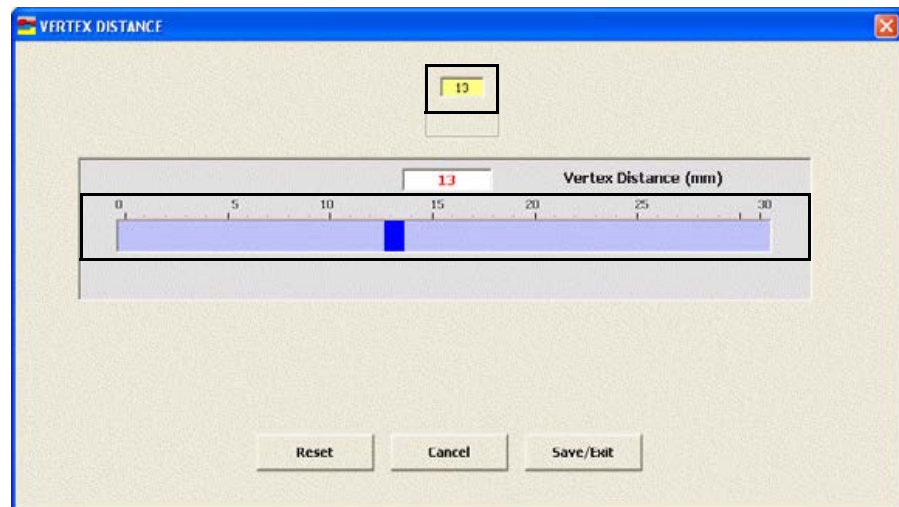 VERTEX DISTANCE
13
13 Vertex Distance (mm)
0 5 10 15 20 25 30
Reset Cancel Save/Exit